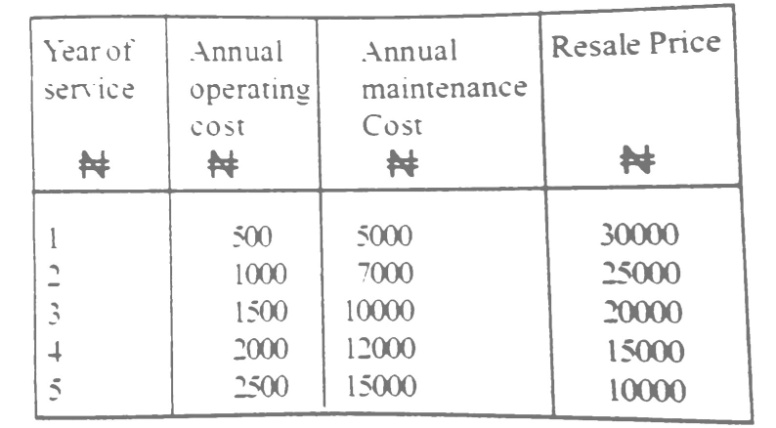 Year of service ₦ Annual operating cost ₦ Annual maintenance Cost ₦ Resale Price ₦
1 500 5000 30000
2 1000 7000 25000
3 1500 10000 20000
4 2000 12000 15000
5 2500 15000 10000